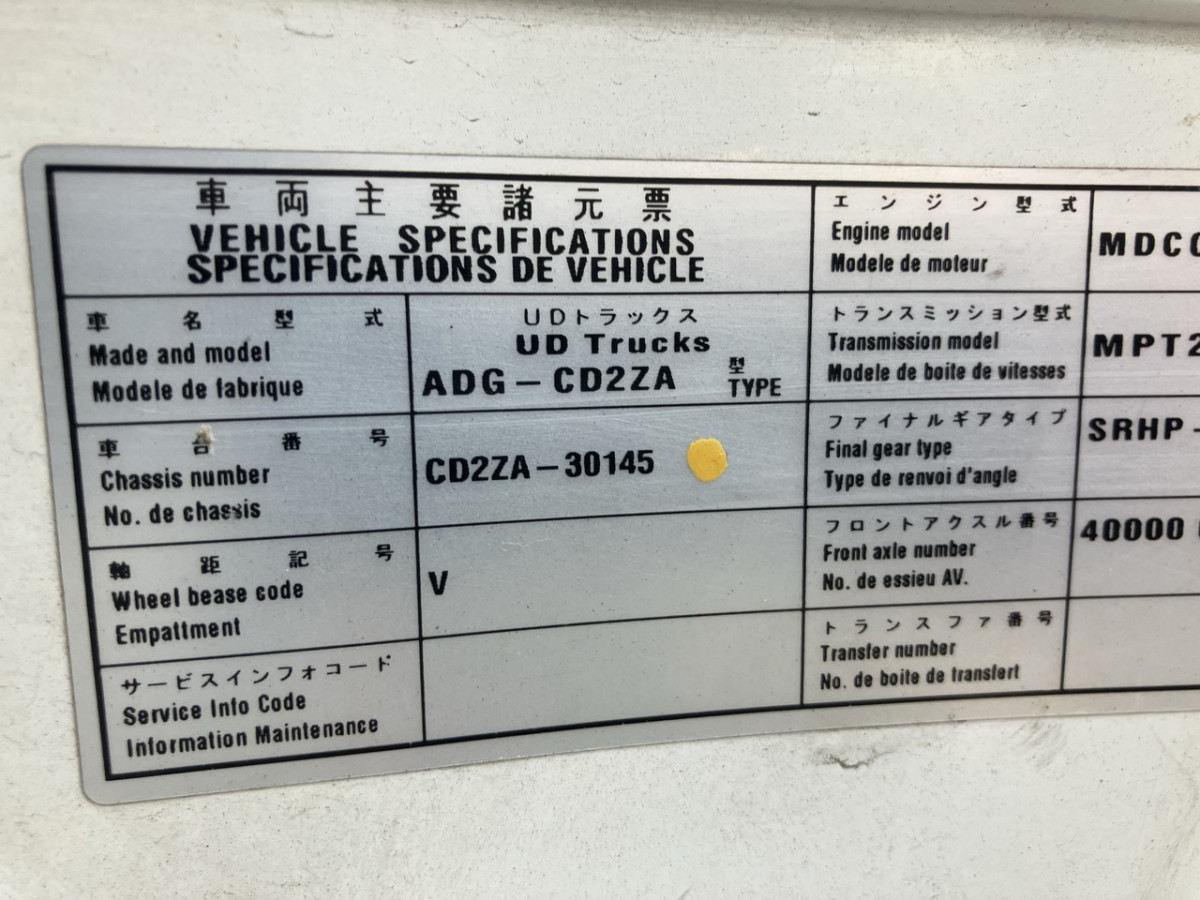 車両主要諸元票
VEHICLE SPECIFICATIONS
SPECIFICATIONS DE VEHICLE
車名型式
Made and model
Modele de fabrique
UDトラックス
UD Trucks
ADG-CD2ZA 型 TYPE
車台番号
Chassis number
No. de chassis
CD2ZA-30145
軸距記号
Wheel bease code
Empattment
V
サービスインフォコード
Service Info Code
Information Maintenance
エンジン型式
Engine model
Modele de moteur
トランスミッション型式
Transmission model
Modele de boite de vitesses
MPT2
ファイナルギアタイプ
Final gear type
Type de renvoi d'angle
SRHP-
フロントアクスル番号
Front axle number
No. de essieu AV.
40000
トランスファ番号
Transfer number
No. de boite de transfert